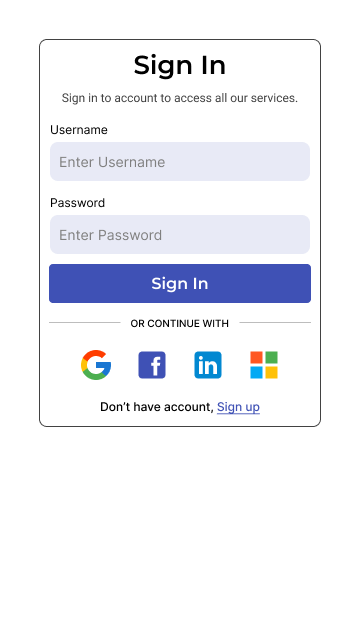 Sign In
Sign in to account to access all our services.
Username
Enter Username
Password
Enter Password
Sign In
OR CONTINUE WITH
f in
Don’t have account, Sign up